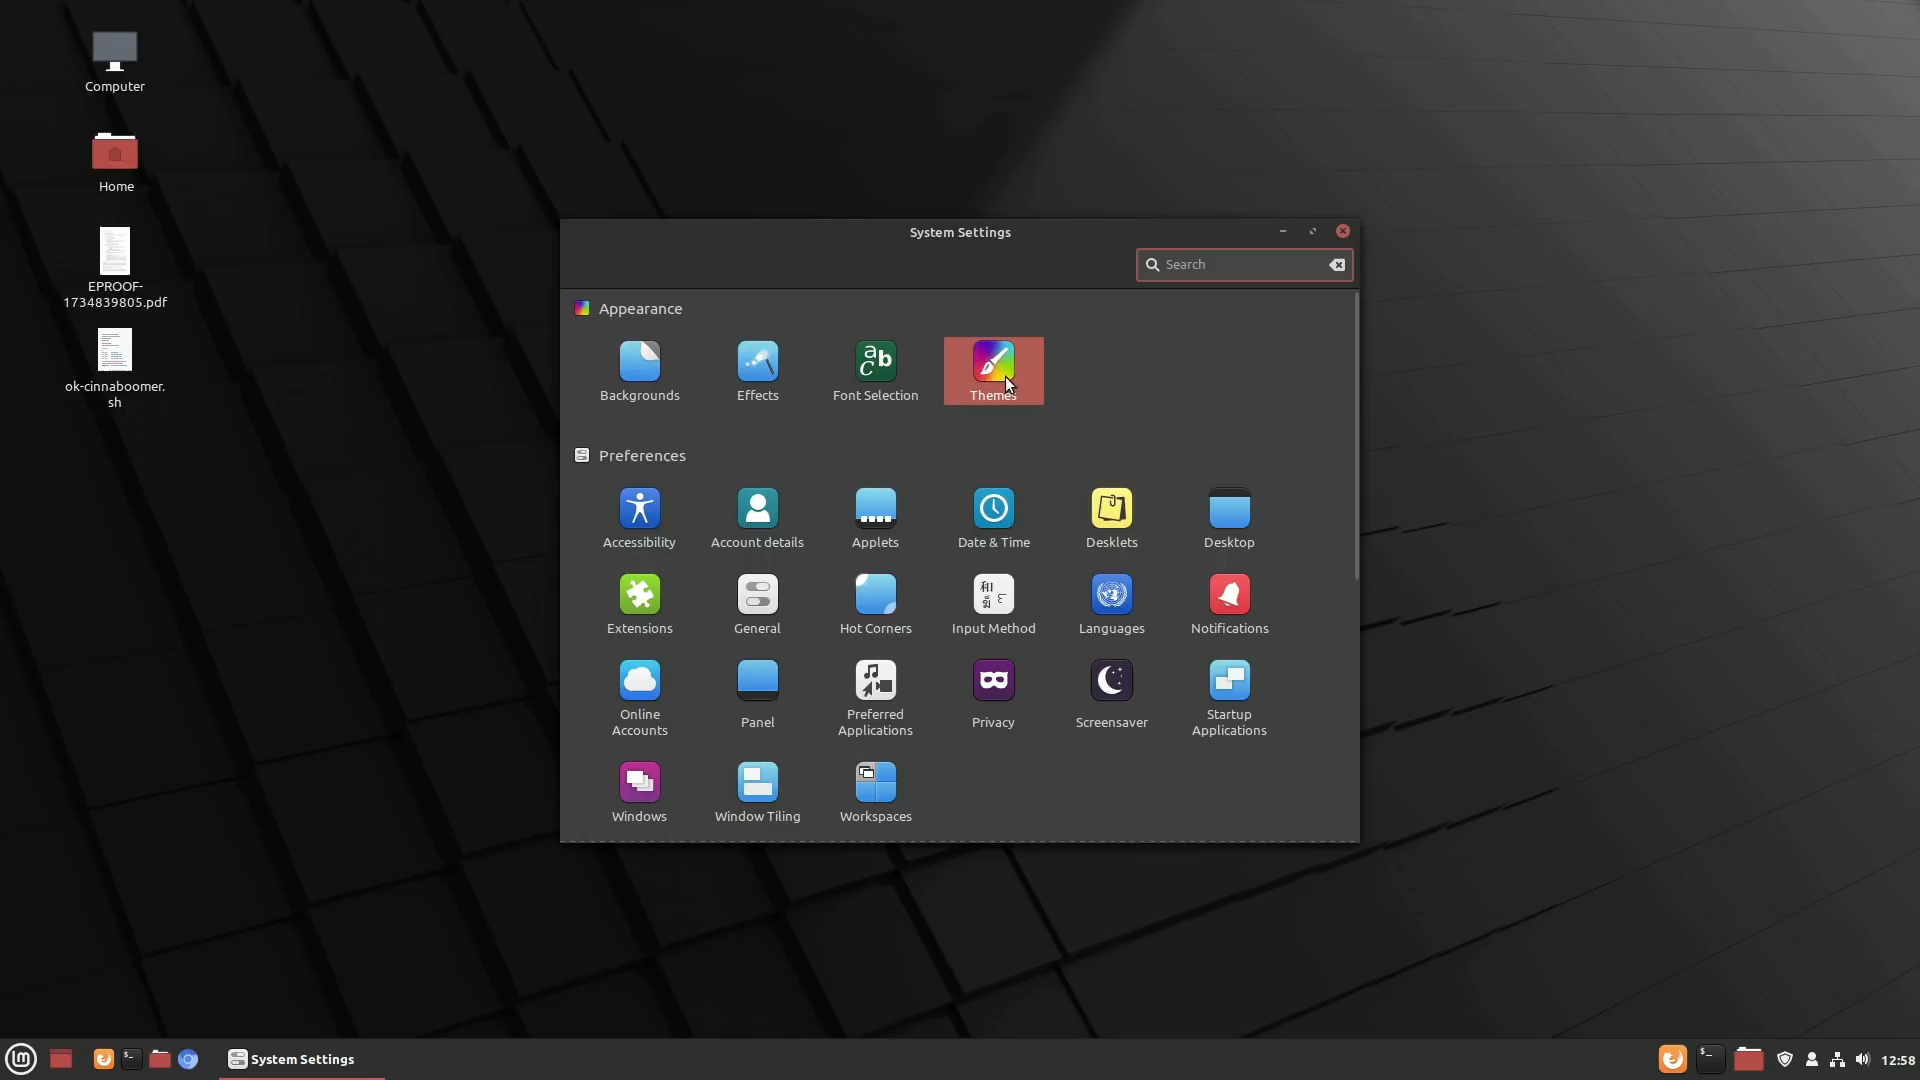 Computer
Home
EPROOF-
1734839805.pdf
ok-cinnaboomer.
sh
System Settings
Search
Appearance
Backgrounds
Effects
Font Selection
Themes
Preferences
Accessibility
Account details
Applets
Date & Time
Desklets
Desktop
Extensions
General
Hot Corners
Input Method
Languages
Notifications
Online
Accounts
Panel
Preferred
Applications
Privacy
Screensaver
Startup
Applications
Windows
Window Tiling
Workspaces
System Settings
12:58